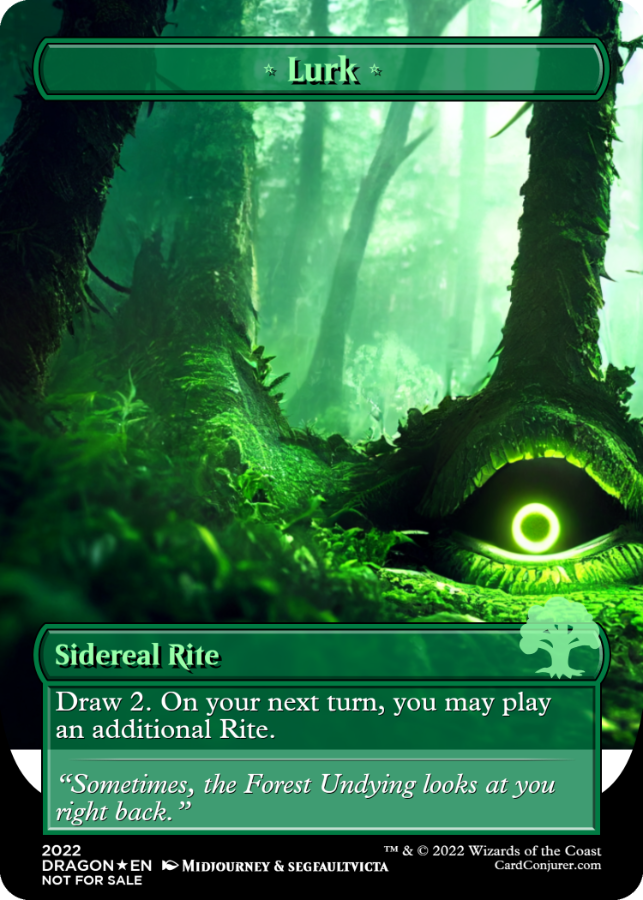 Lurk
Sidereal Rite
Draw 2. On your next turn, you may play
an additional Rite.
“Sometimes, the Forest Undying looks at you
right back.”
2022
DRAGON★EN MIDJOURNEY & SEGFAULTVICTA
NOT FOR SALE
™ & © 2022 Wizards of the Coast
CardConjurer.com